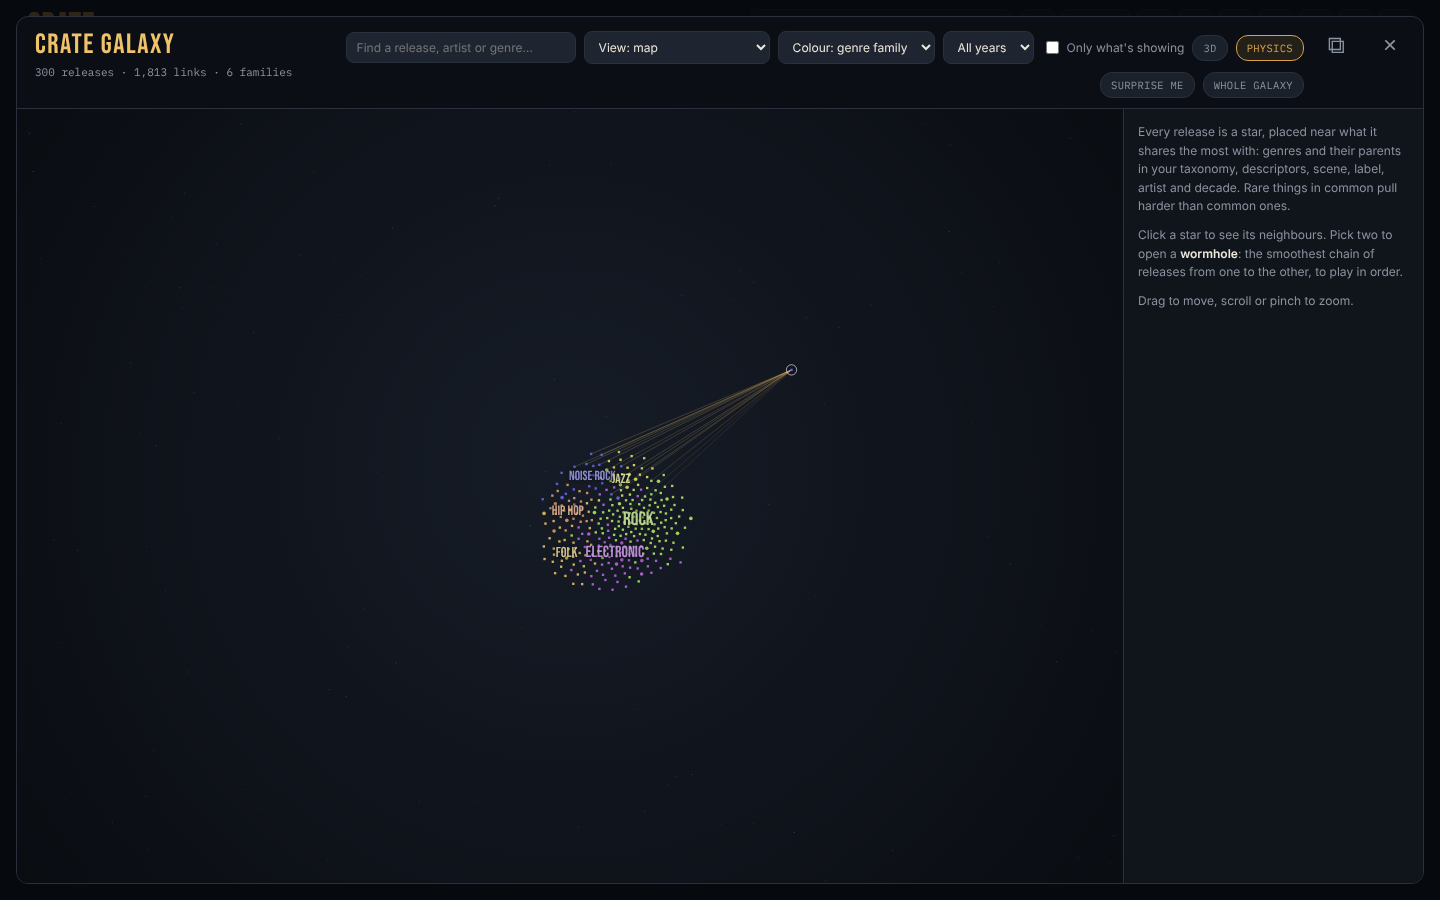 CRATE GALAXY
300 releases · 1,813 links · 6 families
Find a release, artist or genre...
View: map
Colour: genre family
All years
Only what's showing
3D
PHYSICS
SURPRISE ME
WHOLE GALAXY
Every release is a star, placed near what it
shares the most with: genres and their parents
in your taxonomy, descriptors, scene, label,
artist and decade. Rare things in common pull
harder than common ones.
Click a star to see its neighbours. Pick two to
open a wormhole: the smoothest chain of
releases from one to the other, to play in order.
Drag to move, scroll or pinch to zoom.
NOISE ROCK
JAZZ
HIP HOP
ROCK
FOLK
ELECTRONIC